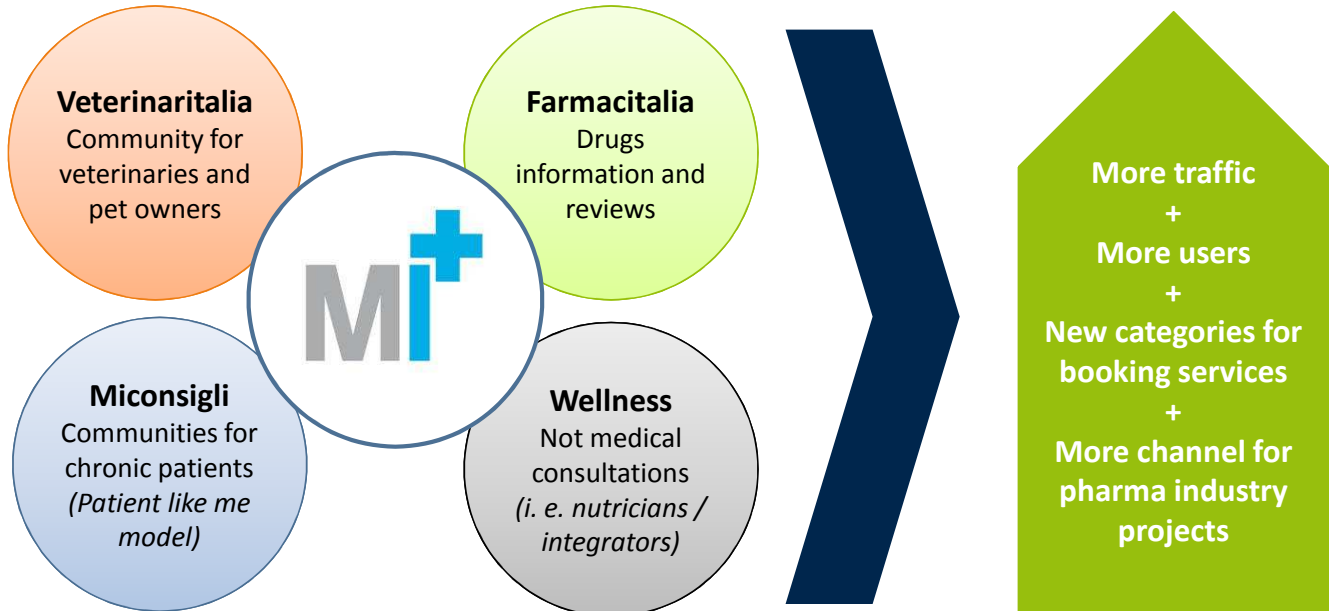 Veterinaritalia
Community for
veterinaries and
pet owners
Farmacitalia
Drugs
information and
reviews
MI+
Miconsigli
Communities for
chronic patients
(Patient like me
model)
Wellness
Not medical
consultations
(i. e. nutricians /
integrators)
More traffic
+
More users
+
New categories for
booking services
+
More channel for
pharma industry
projects